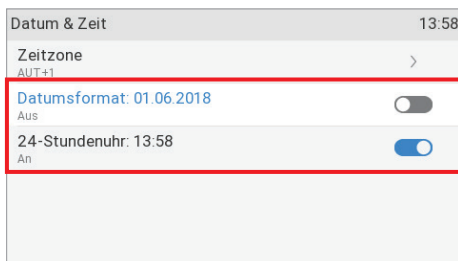 Datum & Zeit 13:58
Zeitzone
AUT+1
Datumsformat: 01.06.2018
Aus
24-Stundenuhr: 13:58
An